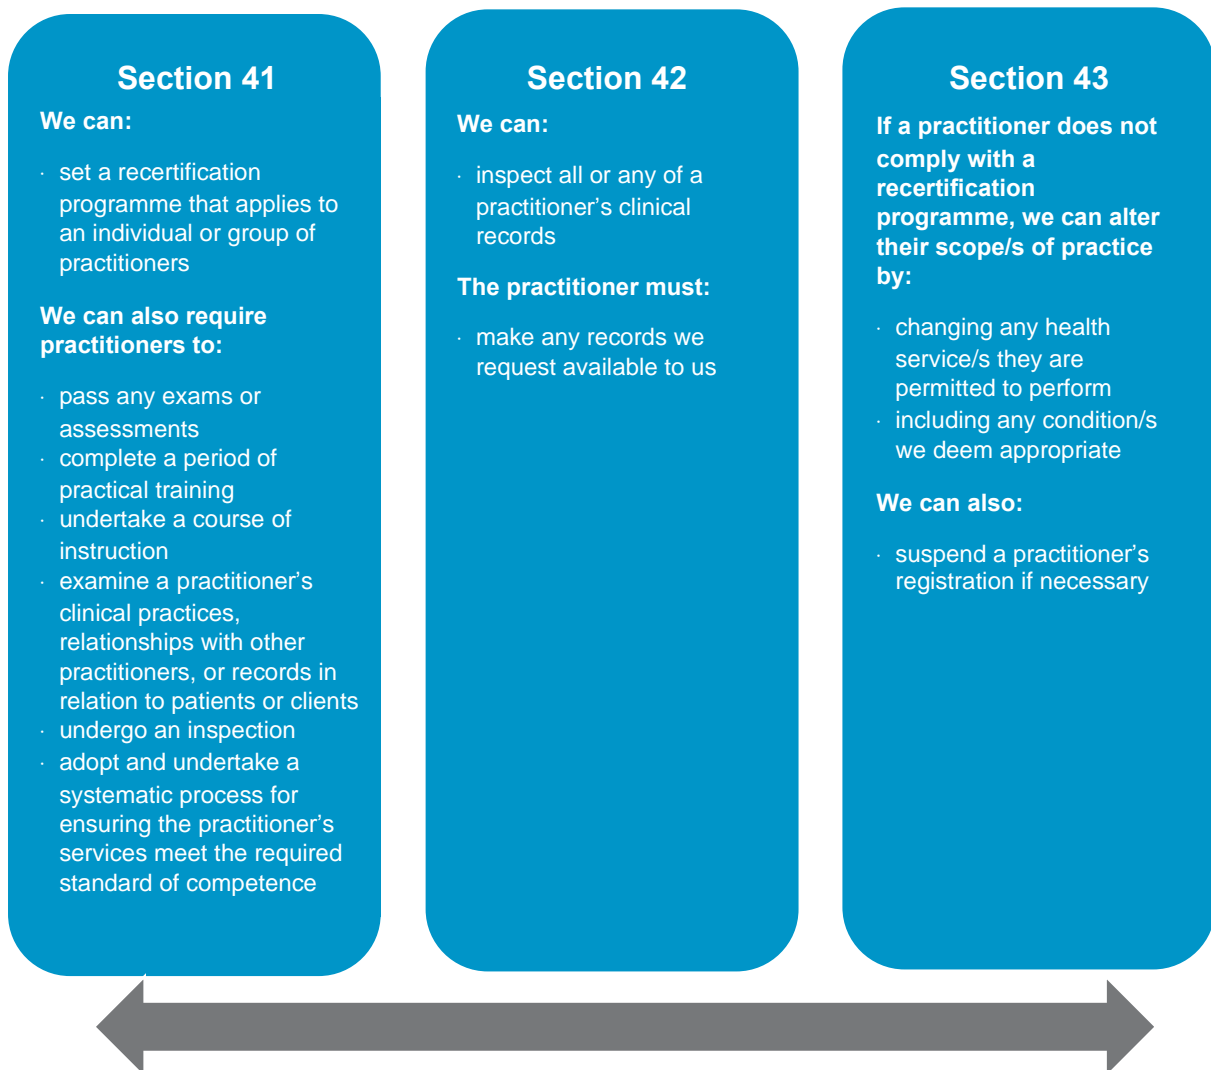 Section 41
We can:
· set a recertification
programme that applies to
an individual or group of
practitioners
We can also require
practitioners to:
· pass any exams or
assessments
· complete a period of
practical training
· undertake a course of
instruction
· examine a practitioner’s
clinical practices,
relationships with other
practitioners, or records in
relation to patients or clients
· undergo an inspection
· adopt and undertake a
systematic process for
ensuring the practitioner’s
services meet the required
standard of competence
Section 42
We can:
· inspect all or any of a
practitioner’s clinical
records
The practitioner must:
· make any records we
request available to us
Section 43
If a practitioner does not
comply with a
recertification
programme, we can alter
their scope/s of practice
by:
· changing any health
service/s they are
permitted to perform
· including any condition/s
we deem appropriate
We can also:
· suspend a practitioner’s
registration if necessary